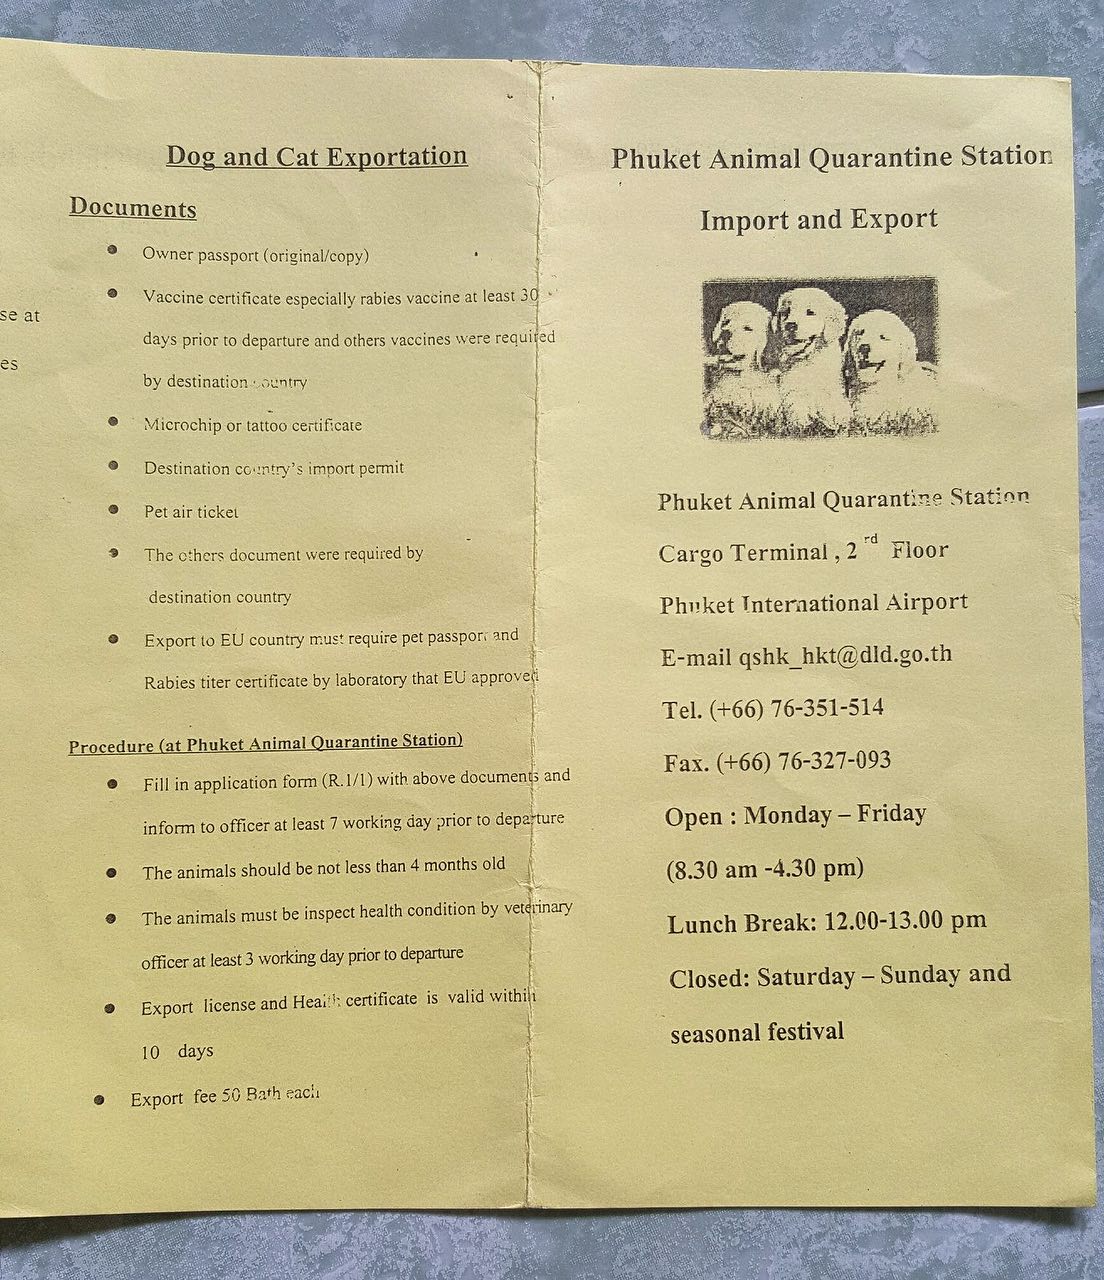 se at
es
Dog and Cat Exportation
Documents
● Owner passport (original/copy)
● Vaccine certificate especially rabies vaccine at least 30
days prior to departure and others vaccines were required
by destination country
● Microchip or tattoo certificate
● Destination country's import permit
● Pet air ticket
● The others document were required by
destination country
● Export to EU country must require pet passport and
Rabies titer certificate by laboratory that EU approved
Procedure (at Phuket Animal Quarantine Station)
● Fill in application form (R.1/1) with above documents and
inform to officer at least 7 working day prior to departure
● The animals should be not less than 4 months old
● The animals must be inspect health condition by veterinary
officer at least 3 working day prior to departure
● Export license and Health certificate is valid within
10 days
● Export fee 50 Bath each
Phuket Animal Quarantine Station
Import and Export
Phuket Animal Quarantine Station
Cargo Terminal , 2 rd Floor
Phuket International Airport
E-mail qshk_hkt@dld.go.th
Tel. (+66) 76-351-514
Fax. (+66) 76-327-093
Open : Monday – Friday
(8.30 am -4.30 pm)
Lunch Break: 12.00-13.00 pm
Closed: Saturday – Sunday and
seasonal festival